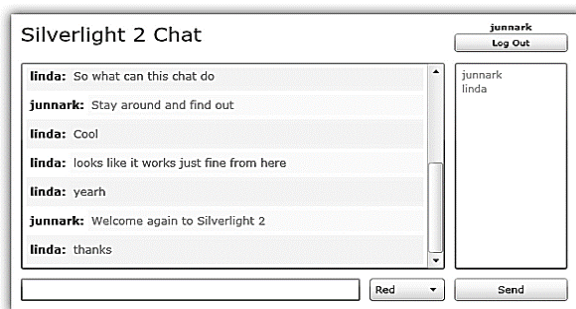 Silverlight 2 Chat
junnark
Log Out
linda: So what can this chat do
junnark: Stay around and find out
linda: Cool
linda: looks like it works just fine from here
linda: yearh
junnark: Welcome again to Silverlight 2
linda: thanks
junnark
linda
Red
Send